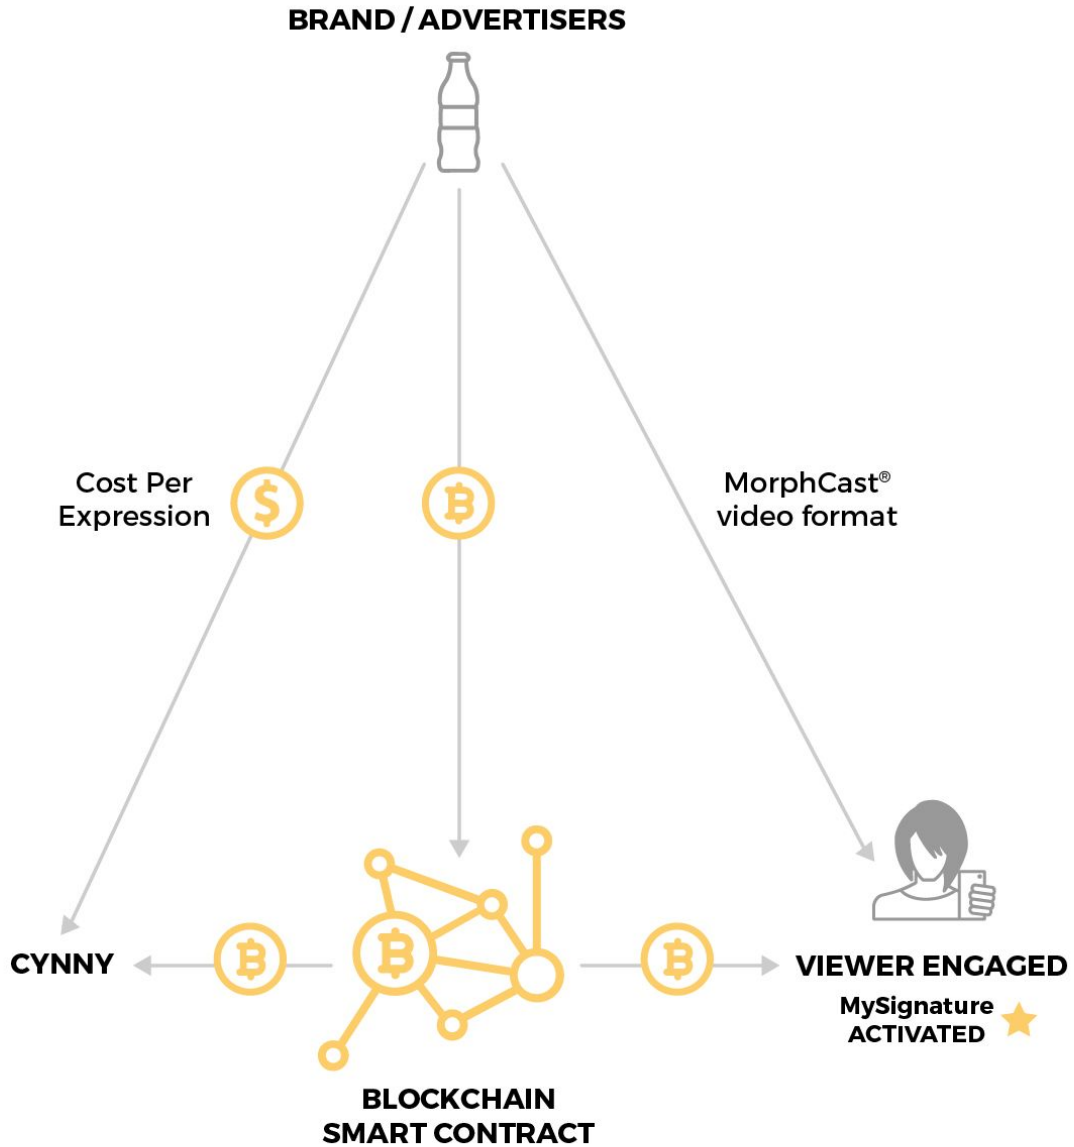 BRAND / ADVERTISERS
Cost Per
Expression
$
MorphCast®
video format
CYNNY
VIEWER ENGAGED
MySignature
ACTIVATED
BLOCKCHAIN
SMART CONTRACT